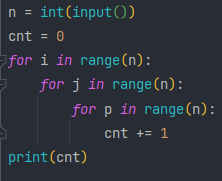 n = int(input())
cnt = 0
for i in range(n):
    for j in range(n):
        for p in range(n):
            cnt += 1
print(cnt)